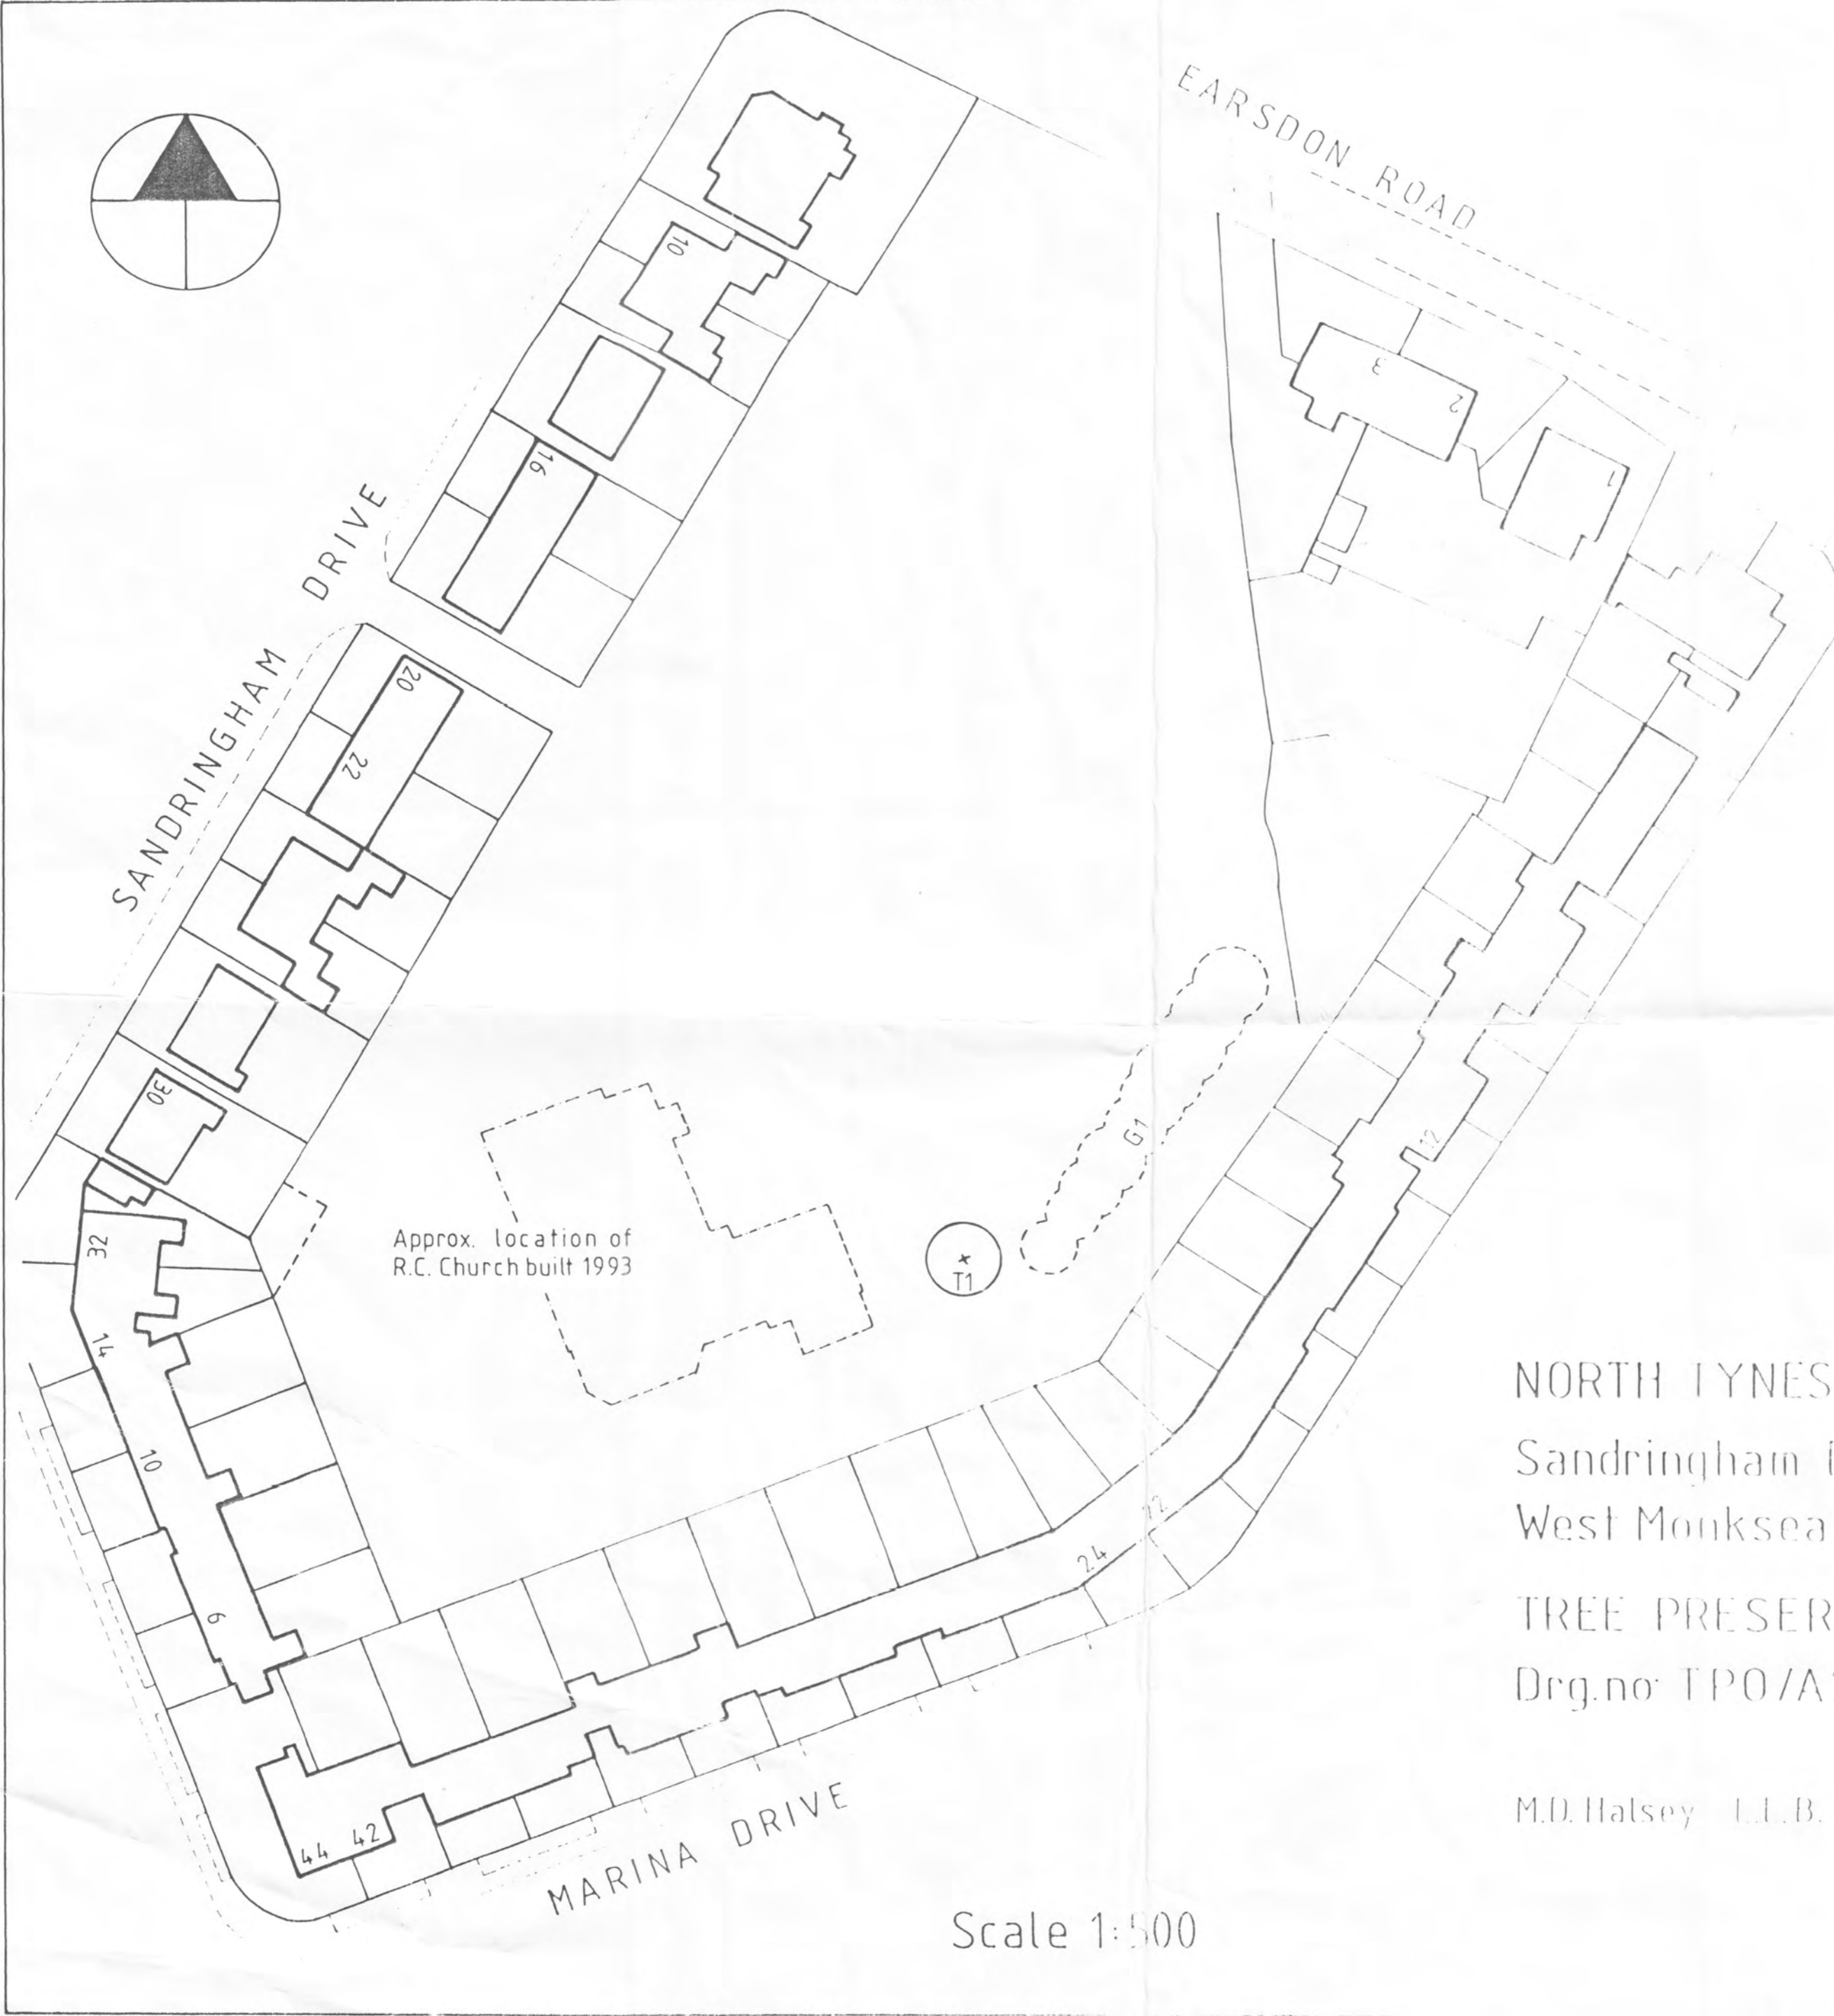 EARSDON ROAD
10
3
2
16
1
SANDRINGHAM DRIVE
20
22
30
G1
12
32
Approx. location of
R.C. Church built 1993
T1
14
10
NORTH TYNES
Sandringham
West Monksea
22
24
6
TREE PRESER
Drg.no TPO/A
M.D. Halsey L.L.B.
44 42
MARINA DRIVE
Scale 1:500